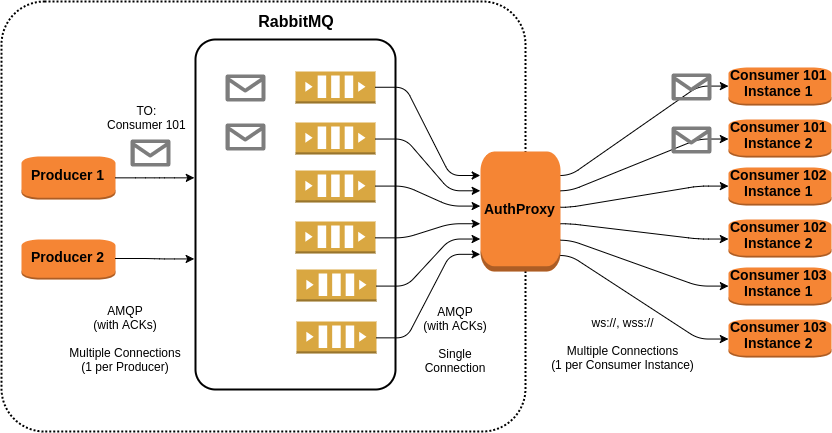 RabbitMQ
TO:
Consumer 101
Producer 1
Producer 2
AMQP
(with ACKs)
Multiple Connections
(1 per Producer)
AMQP
(with ACKs)
Single
Connection
AuthProxy
ws://, wss://
Multiple Connections
(1 per Consumer Instance)
Consumer 101
Instance 1
Consumer 101
Instance 2
Consumer 102
Instance 1
Consumer 102
Instance 2
Consumer 103
Instance 1
Consumer 103
Instance 2